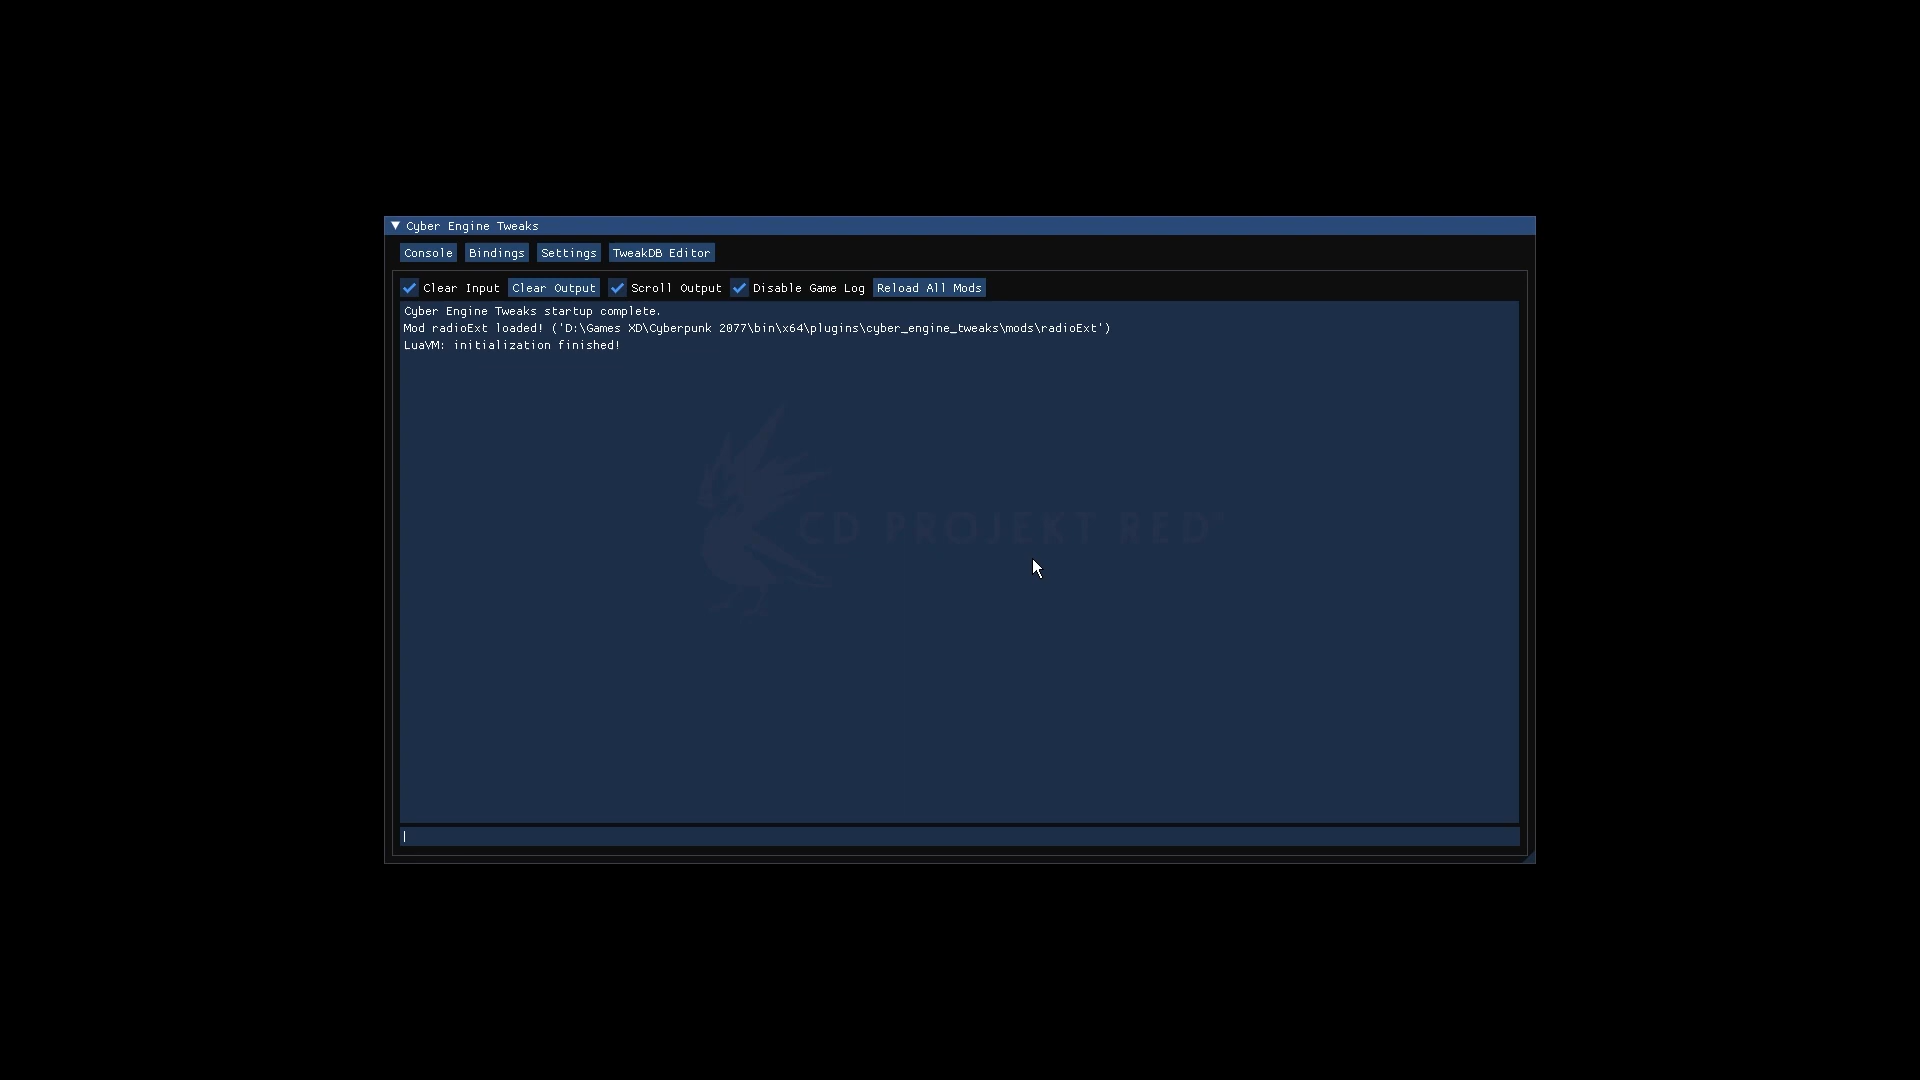 ▼ Cyber Engine Tweaks
Console Bindings Settings TweakDB Editor
Clear Input Clear Output Scroll Output Disable Game Log Reload All Mods
Cyber Engine Tweaks startup complete.
Mod radioExt loaded! ('D:\Games XD\Cyberpunk 2077\bin\x64\plugins\cyber_engine_tweaks\mods\radioExt')
LuaVM: initialization finished!
CD PROJEKT RED